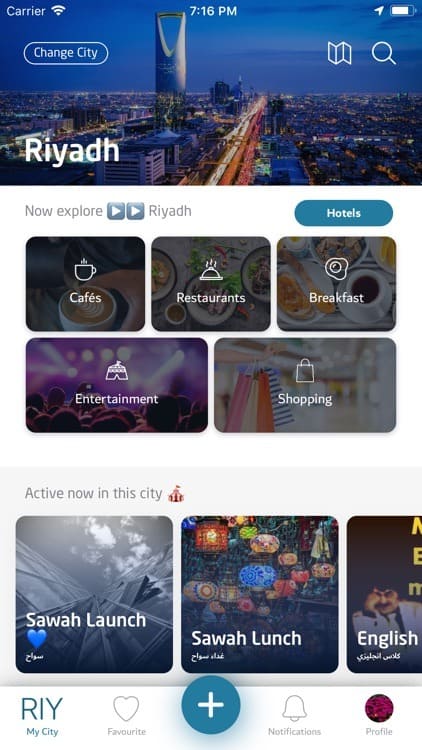 Carrier 7:16 PM
Change City
Riyadh
Now explore ▶️▶️ Riyadh
Hotels
Cafés
Restaurants
Breakfast
Entertainment
Shopping
Active now in this city 🎪
Sawah Launch
💙
سواح
Sawah Lunch
غداء سواح
English
كلاس انجليزي
RIY
My City
Favourite
+
Notifications
Profile